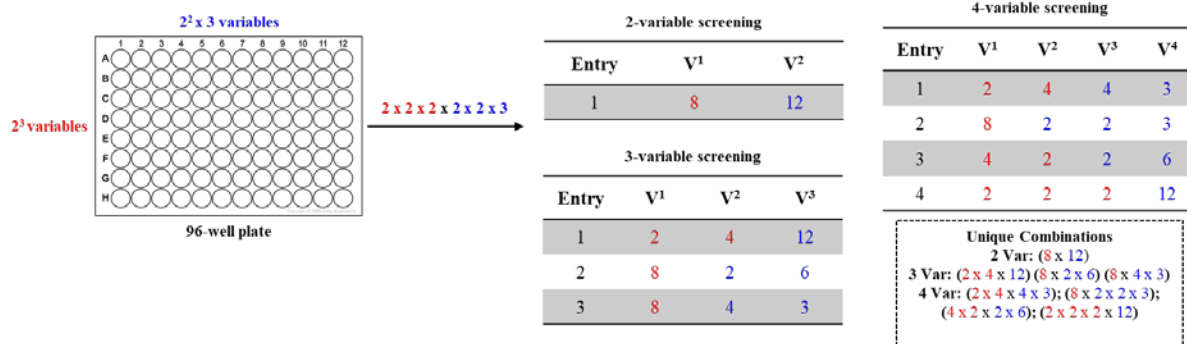 2² x 3 variables
1 2 3 4 5 6 7 8 9 10 11 12
A
B
C
D
E
F
G
H
2³ variables
96-well plate
2 x 2 x 2 x 2 x 2 x 3
2-variable screening
Entry V¹ V²
1 8 12
3-variable screening
Entry V¹ V² V³
1 2 4 12
2 8 2 6
3 8 4 3
4-variable screening
Entry V¹ V² V³ V⁴
1 2 4 4 3
2 8 2 2 3
3 4 2 2 6
4 2 2 2 12
Unique Combinations
2 Var: (8 x 12)
3 Var: (2 x 4 x 12) (8 x 2 x 6) (8 x 4 x 3)
4 Var: (2 x 4 x 4 x 3); (8 x 2 x 2 x 3);
(4 x 2 x 2 x 6); (2 x 2 x 2 x 12)